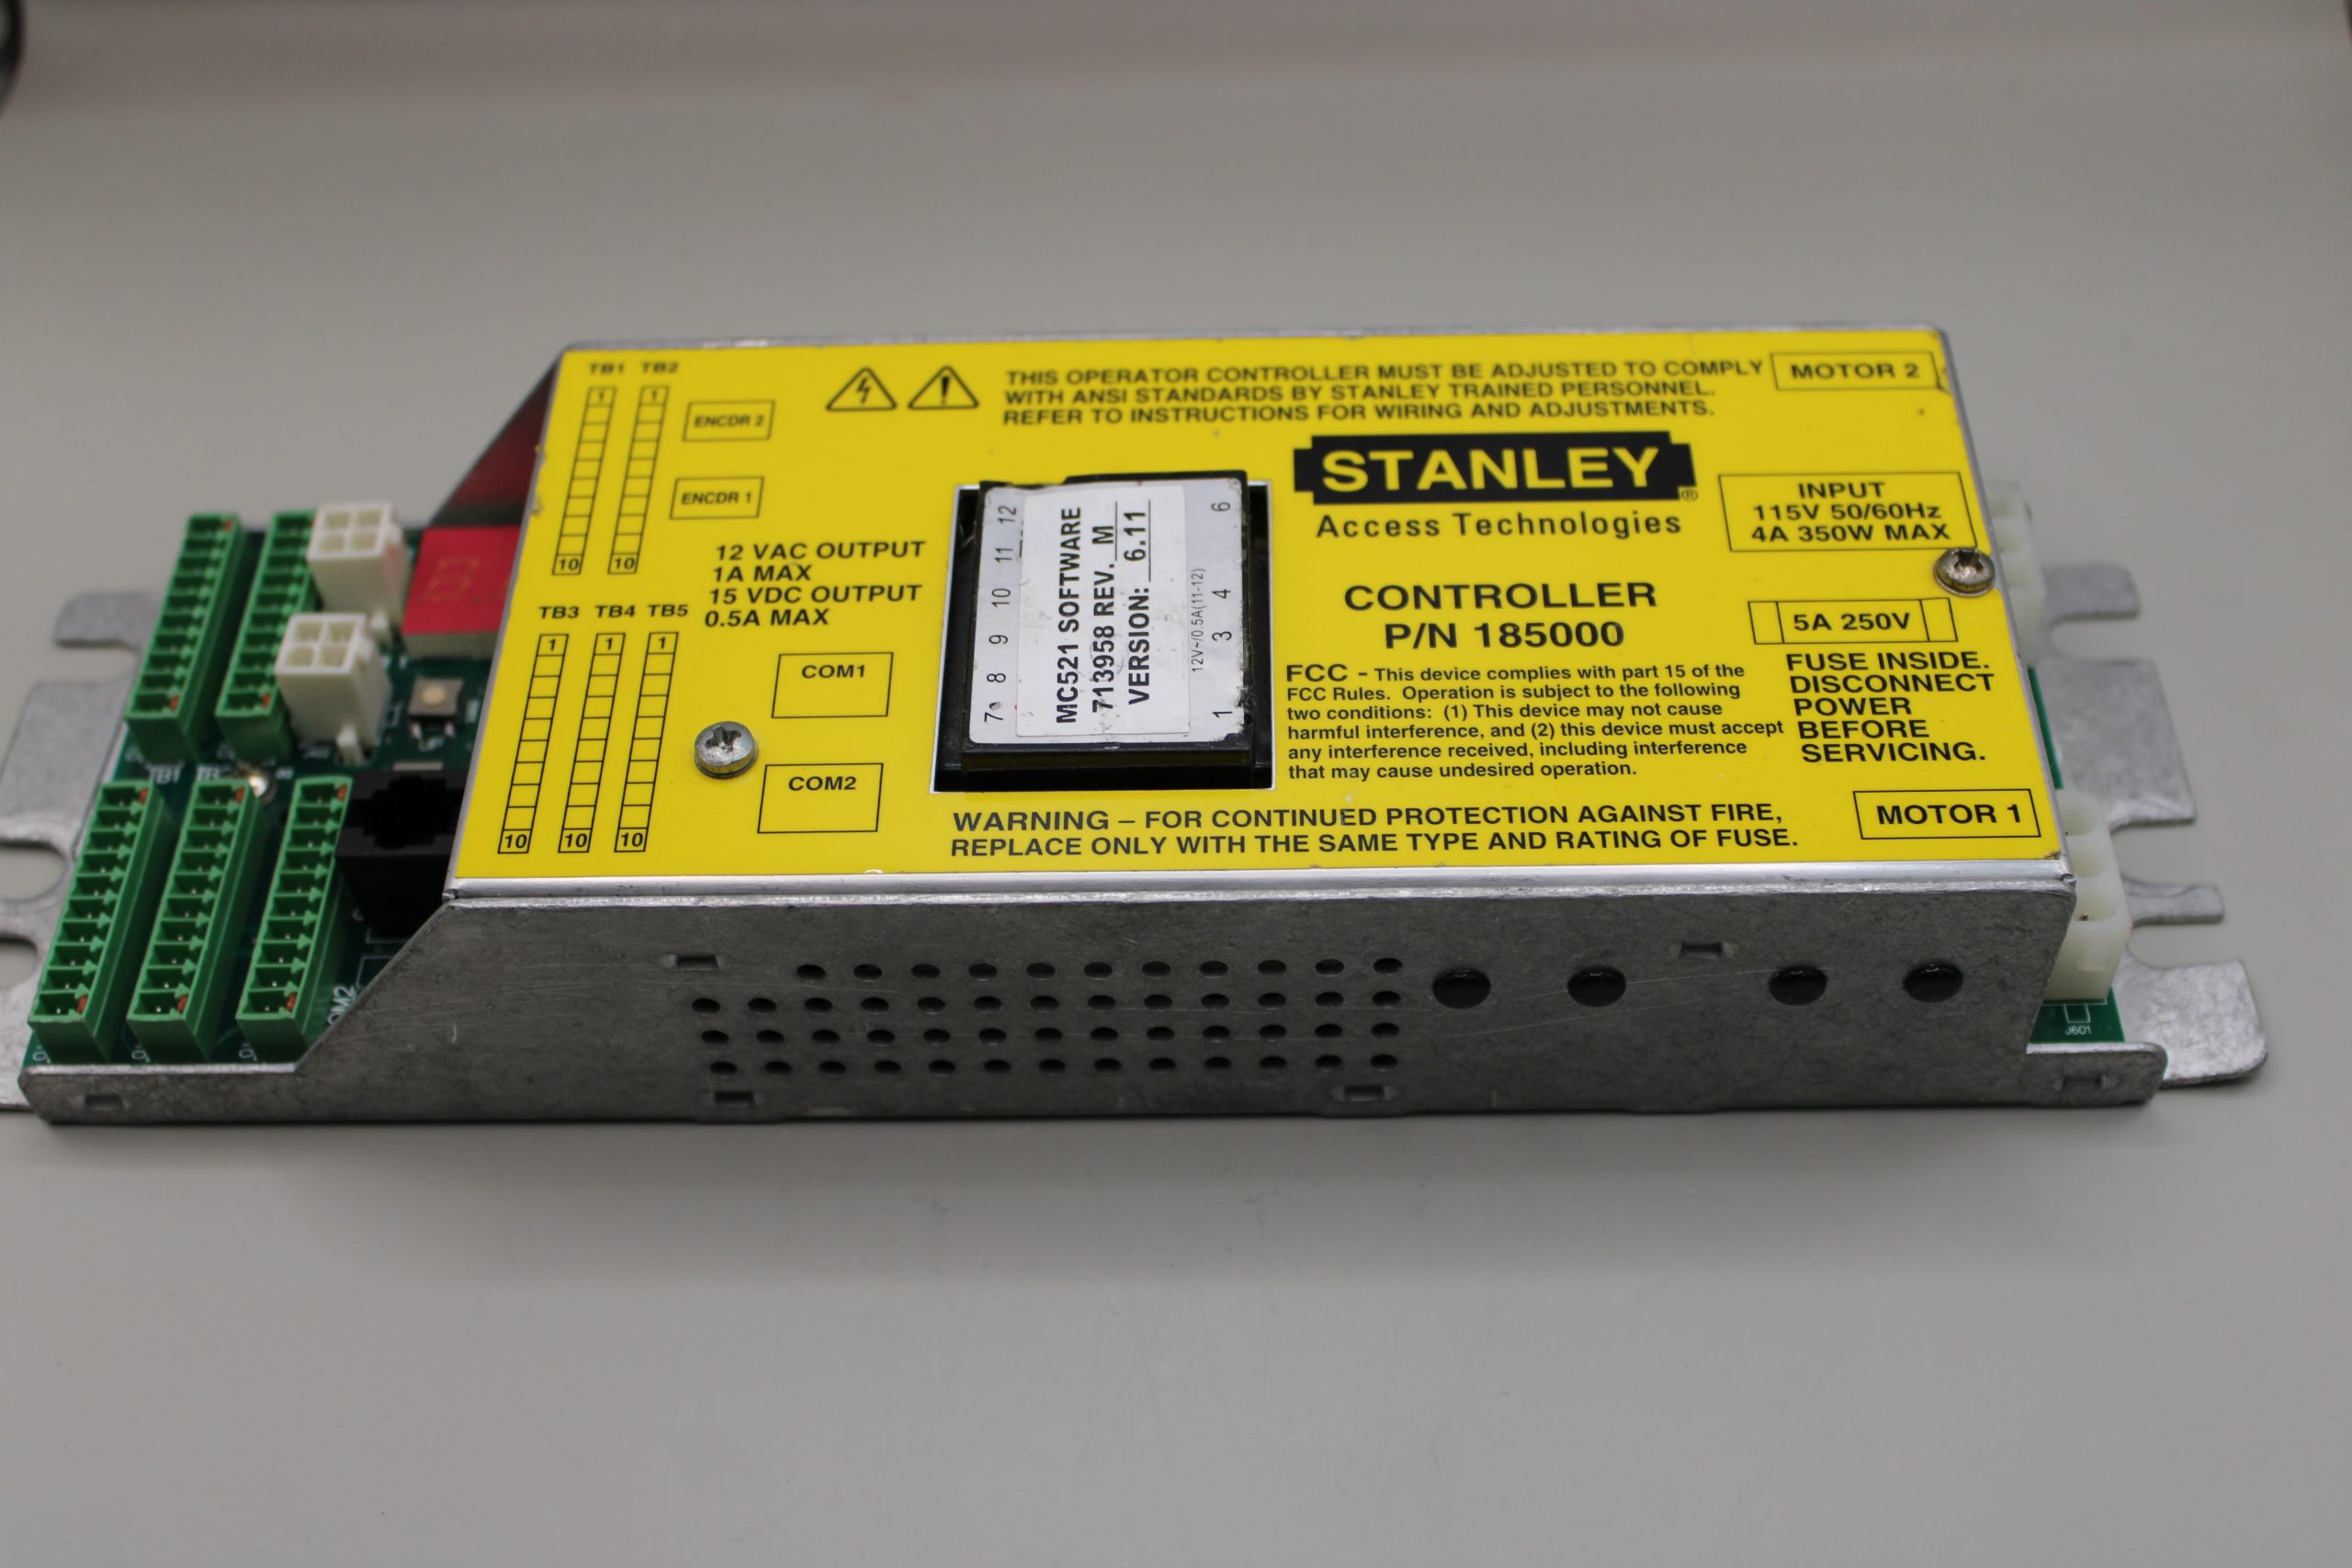 TB1 TB2
1 1
10 10
ENCDR 2
ENCDR 1
THIS OPERATOR CONTROLLER MUST BE ADJUSTED TO COMPLY
WITH ANSI STANDARDS BY STANLEY TRAINED PERSONNEL.
REFER TO INSTRUCTIONS FOR WIRING AND ADJUSTMENTS.
MOTOR 2
STANLEY®
Access Technologies
INPUT
115V 50/60Hz
4A 350W MAX
12 VAC OUTPUT
1A MAX
15 VDC OUTPUT
0.5A MAX
TB3 TB4 TB5
1 1 1
10 10 10
COM1
COM2
7 8 9 10 11 12
MC521 SOFTWARE
713958 REV. M
VERSION: 6.11
12V~/0.5A(11-12)
1 3 4 6
CONTROLLER
P/N 185000
5A 250V
FCC - This device complies with part 15 of the
FCC Rules. Operation is subject to the following
two conditions: (1) This device may not cause
harmful interference, and (2) this device must accept
any interference received, including interference
that may cause undesired operation.
FUSE INSIDE.
DISCONNECT
POWER
BEFORE
SERVICING.
WARNING – FOR CONTINUED PROTECTION AGAINST FIRE,
REPLACE ONLY WITH THE SAME TYPE AND RATING OF FUSE.
MOTOR 1
TB1
OM2
J601